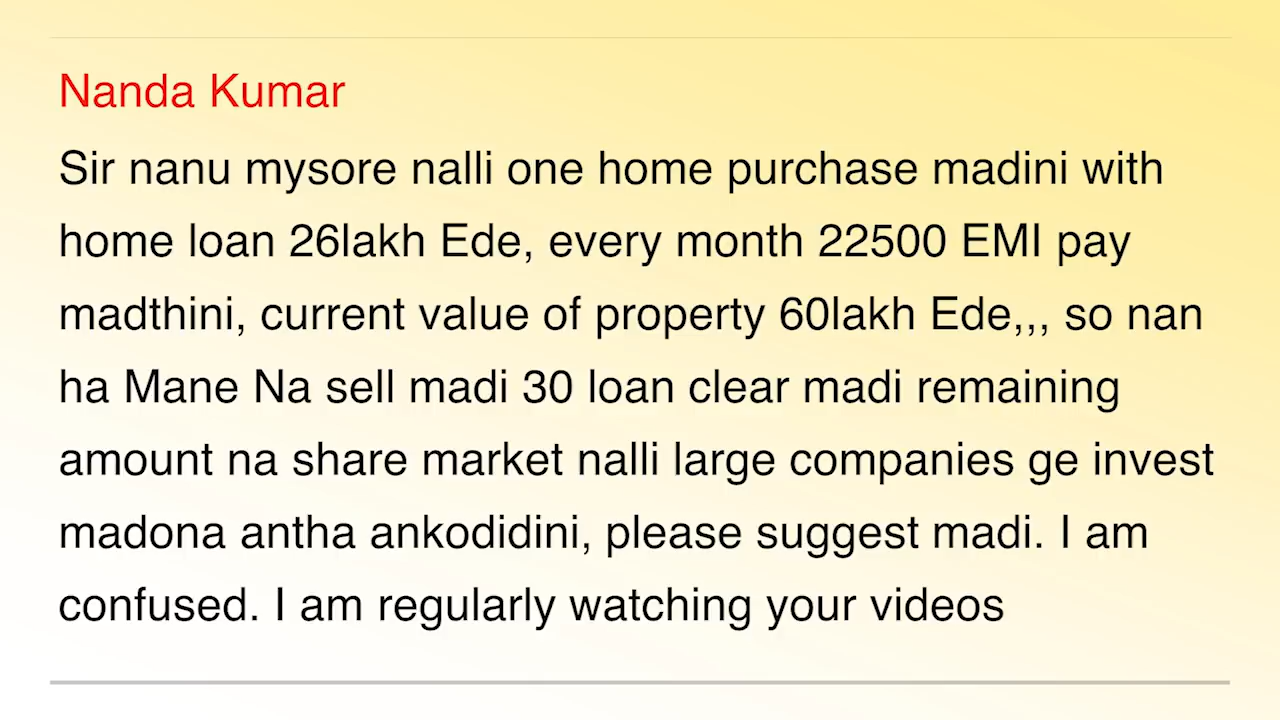 Nanda Kumar
Sir nanu mysore nalli one home purchase madini with
home loan 26lakh Ede, every month 22500 EMI pay
madthini, current value of property 60lakh Ede,,, so nan
ha Mane Na sell madi 30 loan clear madi remaining
amount na share market nalli large companies ge invest
madona antha ankodidini, please suggest madi. I am
confused. I am regularly watching your videos